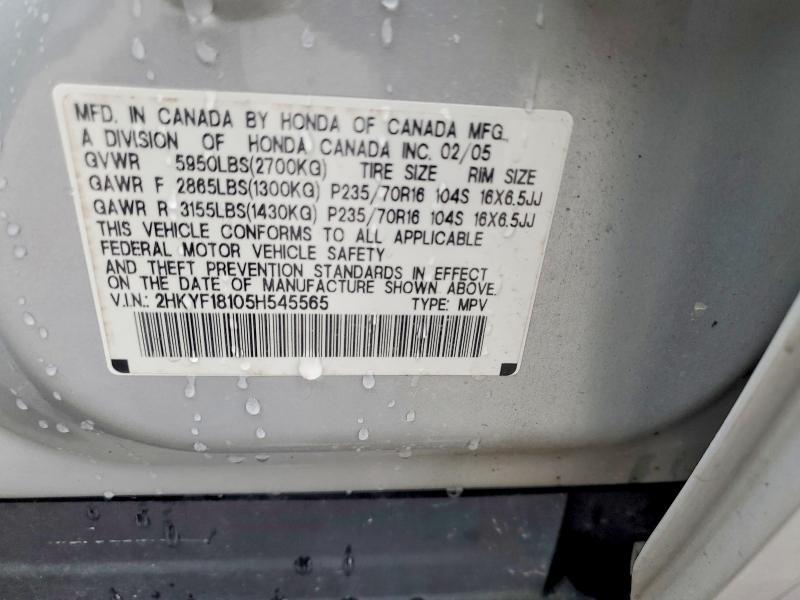 MFD. IN CANADA BY HONDA OF CANADA MFG.,
A DIVISION OF HONDA CANADA INC. 02/05
GVWR 5950LBS(2700KG) TIRE SIZE RIM SIZE
GAWR F 2865LBS(1300KG) P235/70R16 104S 16X6.5JJ
GAWR R 3155LBS(1430KG) P235/70R16 104S 16X6.5JJ
THIS VEHICLE CONFORMS TO ALL APPLICABLE
FEDERAL MOTOR VEHICLE SAFETY
AND THEFT PREVENTION STANDARDS IN EFFECT
ON THE DATE OF MANUFACTURE SHOWN ABOVE.
V.I.N.: 2HKYF18105H545565 TYPE: MPV